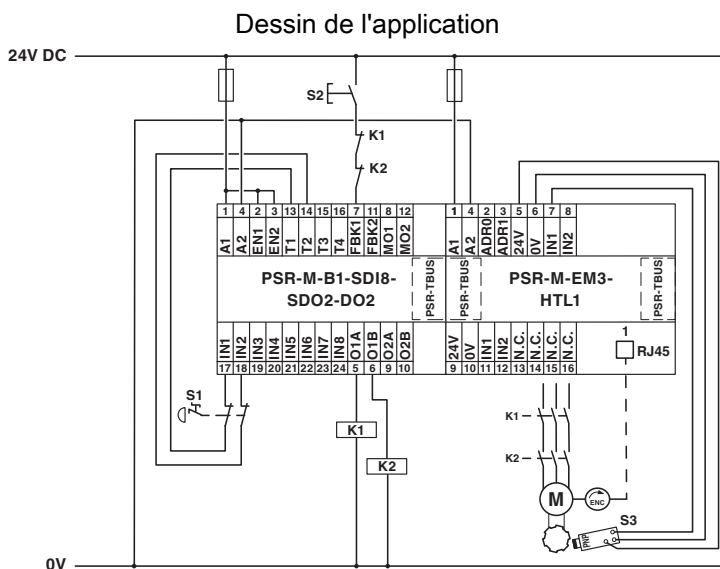 Dessin de l'application
24V DC
S2
K1
K2
1 4 2 3 13 14 15 16 7 11 8 12
A1 A2 EN1 EN2 T1 T2 T3 T4 FBK1 FBK2 MO1 MO2
1 4 2 3 5 6 7 8
A1 A2 ADR0 ADR1 24V 0V IN1 IN2
PSR-M-B1-SDI8-
SDO2-DO2
PSR-TBUS
PSR-TBUS
PSR-M-EM3-
HTL1
PSR-TBUS
IN1 IN2 IN3 IN4 IN5 IN6 IN7 IN8 O1A O1B O2A O2B
17 18 19 20 21 22 23 24 5 6 9 10
24V 0V IN1 IN2 N.C. N.C. N.C. N.C.
9 10 11 12 13 14 15 16
1
RJ45
S1
K1
K2
K1
K2
M
ENC
PNP
S3
0V